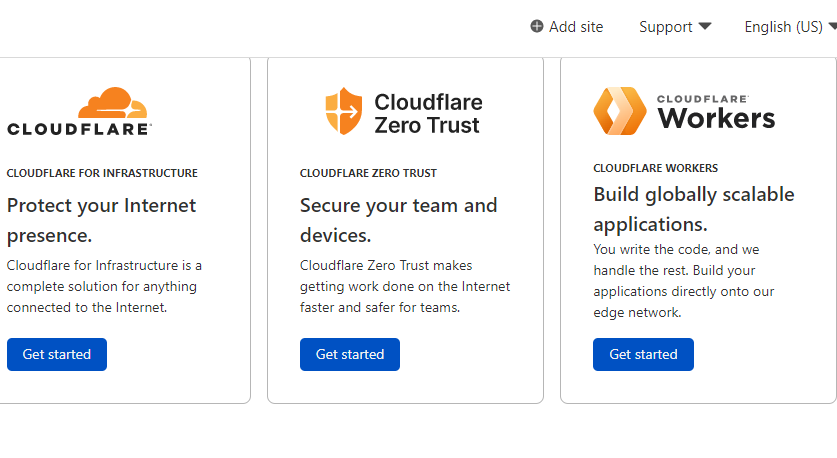 Add site Support English (US)
CLOUDFLARE
CLOUDFLARE FOR INFRASTRUCTURE
Protect your Internet
presence.
Cloudflare for Infrastructure is a
complete solution for anything
connected to the Internet.
Get started
Cloudflare
Zero Trust
CLOUDFLARE ZERO TRUST
Secure your team and
devices.
Cloudflare Zero Trust makes
getting work done on the Internet
faster and safer for teams.
Get started
CLOUDFLARE
Workers
CLOUDFLARE WORKERS
Build globally scalable
applications.
You write the code, and we
handle the rest. Build your
applications directly onto our
edge network.
Get started